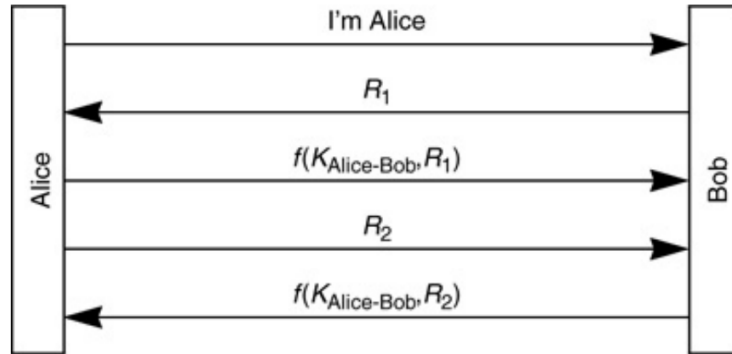 I'm Alice
R1
f(KAlice-Bob, R1)
R2
f(KAlice-Bob, R2)
Alice
Bob